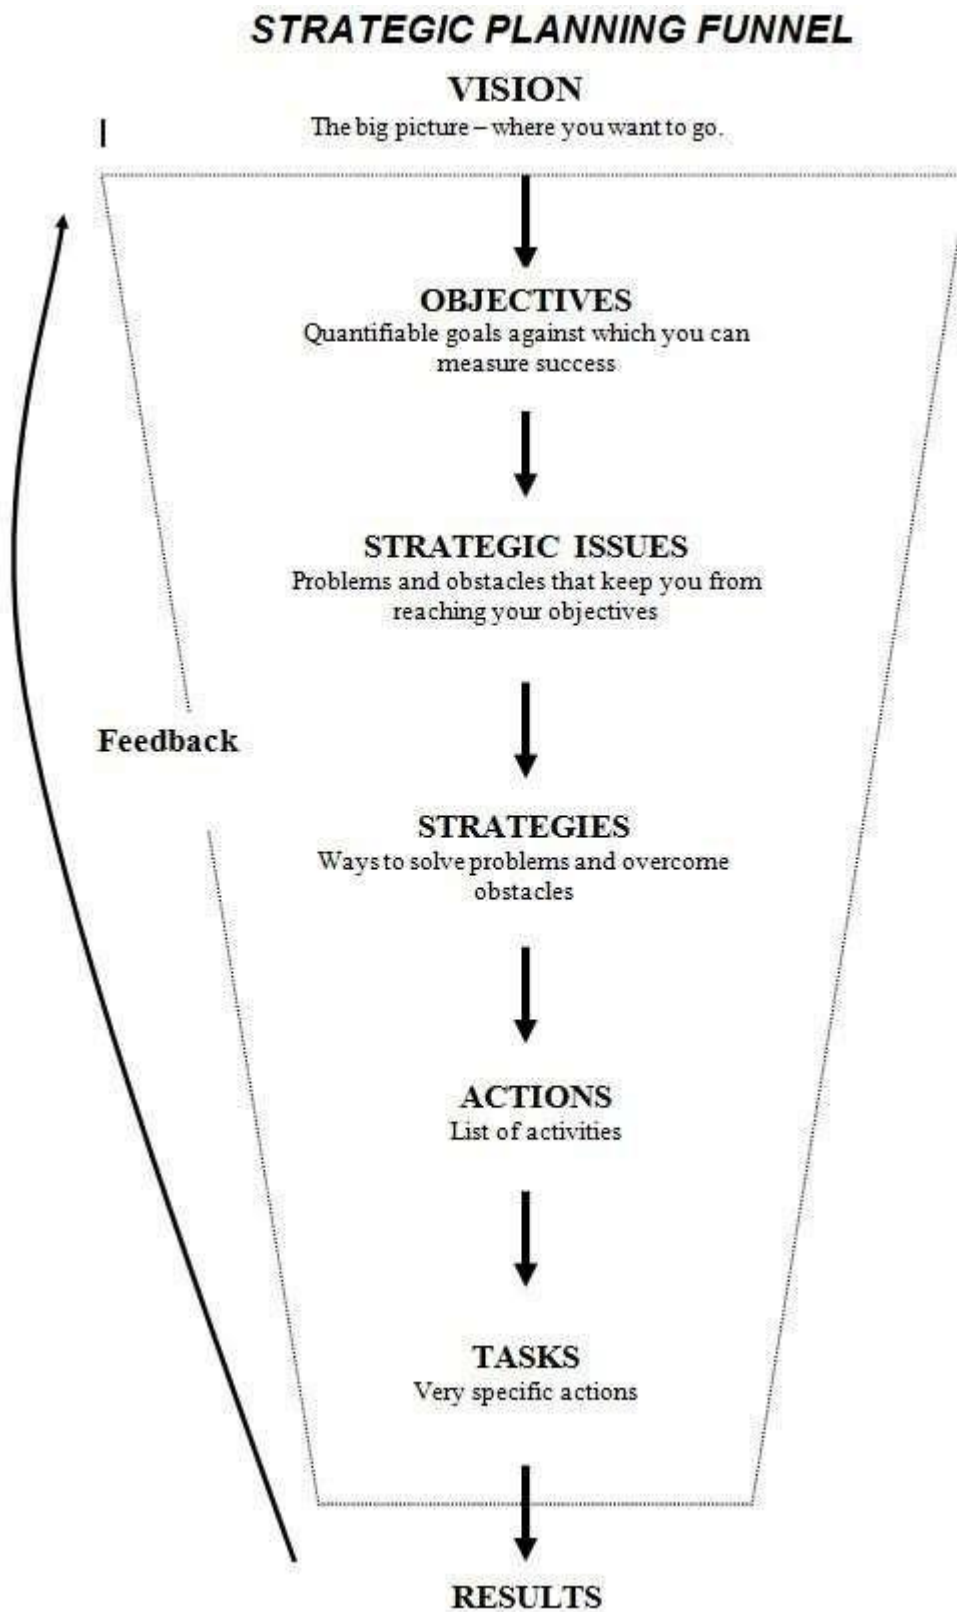 STRATEGIC PLANNING FUNNEL
VISION
The big picture – where you want to go.
OBJECTIVES
Quantifiable goals against which you can
measure success
STRATEGIC ISSUES
Problems and obstacles that keep you from
reaching your objectives
Feedback
STRATEGIES
Ways to solve problems and overcome
obstacles
ACTIONS
List of activities
TASKS
Very specific actions
RESULTS